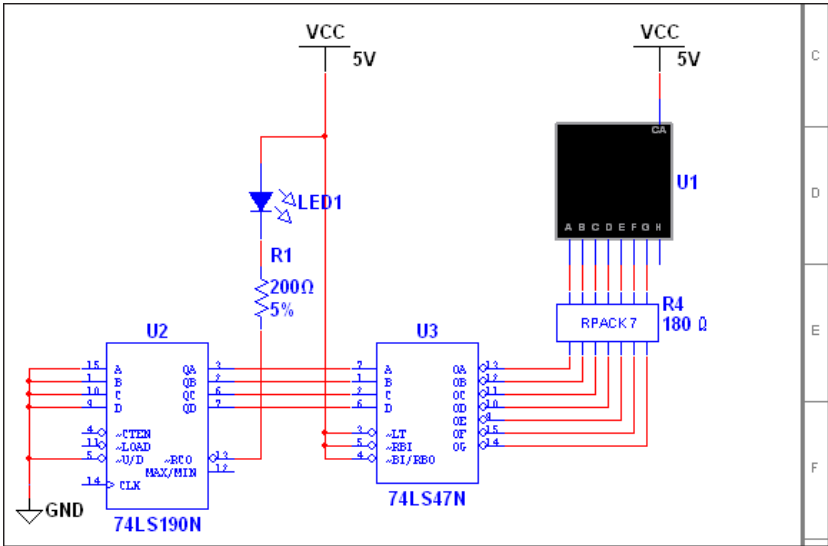 VCC
5V
VCC
5V
C
CA
U1
D
LED1
A B C D E F G H
R1
200Ω
5%
R4
180 Ω
RPACK7
E
U2
U3
15 A QA 3
1 B QB 2
10 C QC 6
9 D QD 7
4 ~CTEN
11 ~LOAD
5 ~U/D ~RCO 13
MAX/MIN 12
14 CLK
74LS190N
7 A OA 13
1 B OB 12
2 C OC 11
6 D OD 10
OE 9
3 ~LT OF 15
5 ~RBI OG 14
4 ~BI/RBO
74LS47N
GND
F